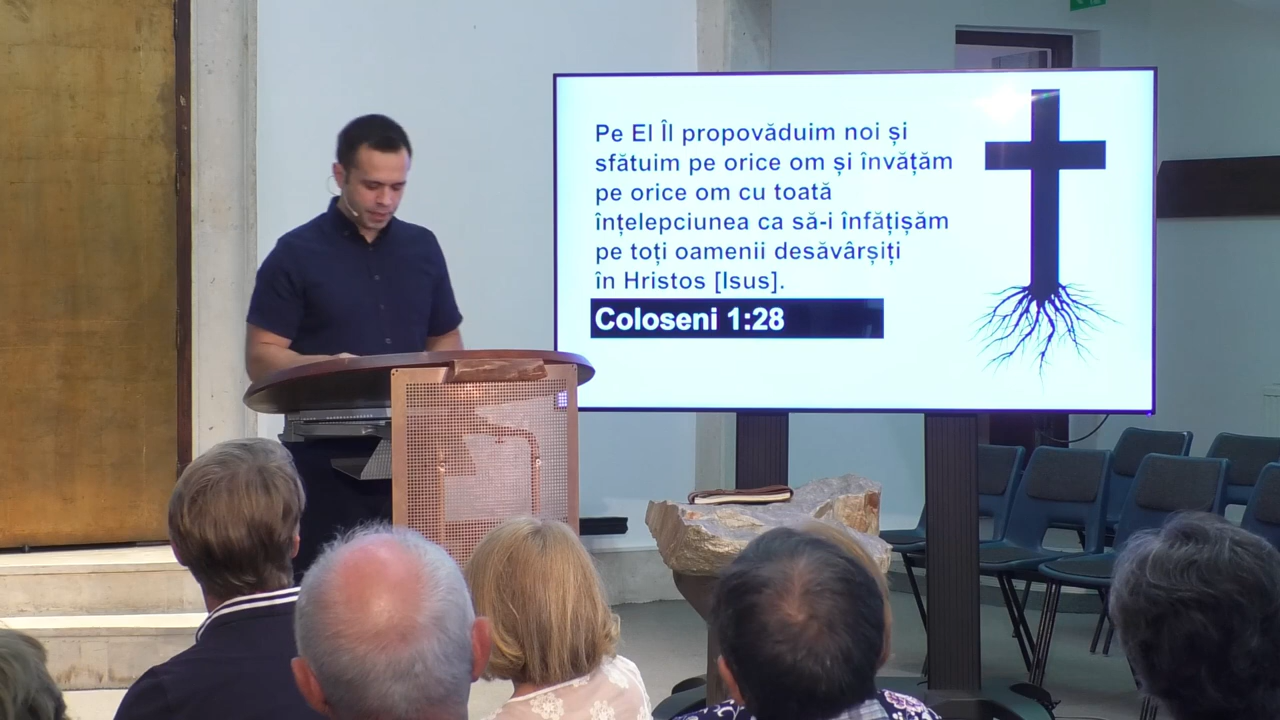 Pe El Îl propovăduim noi și
sfătuim pe orice om și învățăm
pe orice om cu toată
înțelepciunea ca să-i înfățișăm
pe toți oamenii desăvârșiți
în Hristos [Isus].
Coloseni 1:28